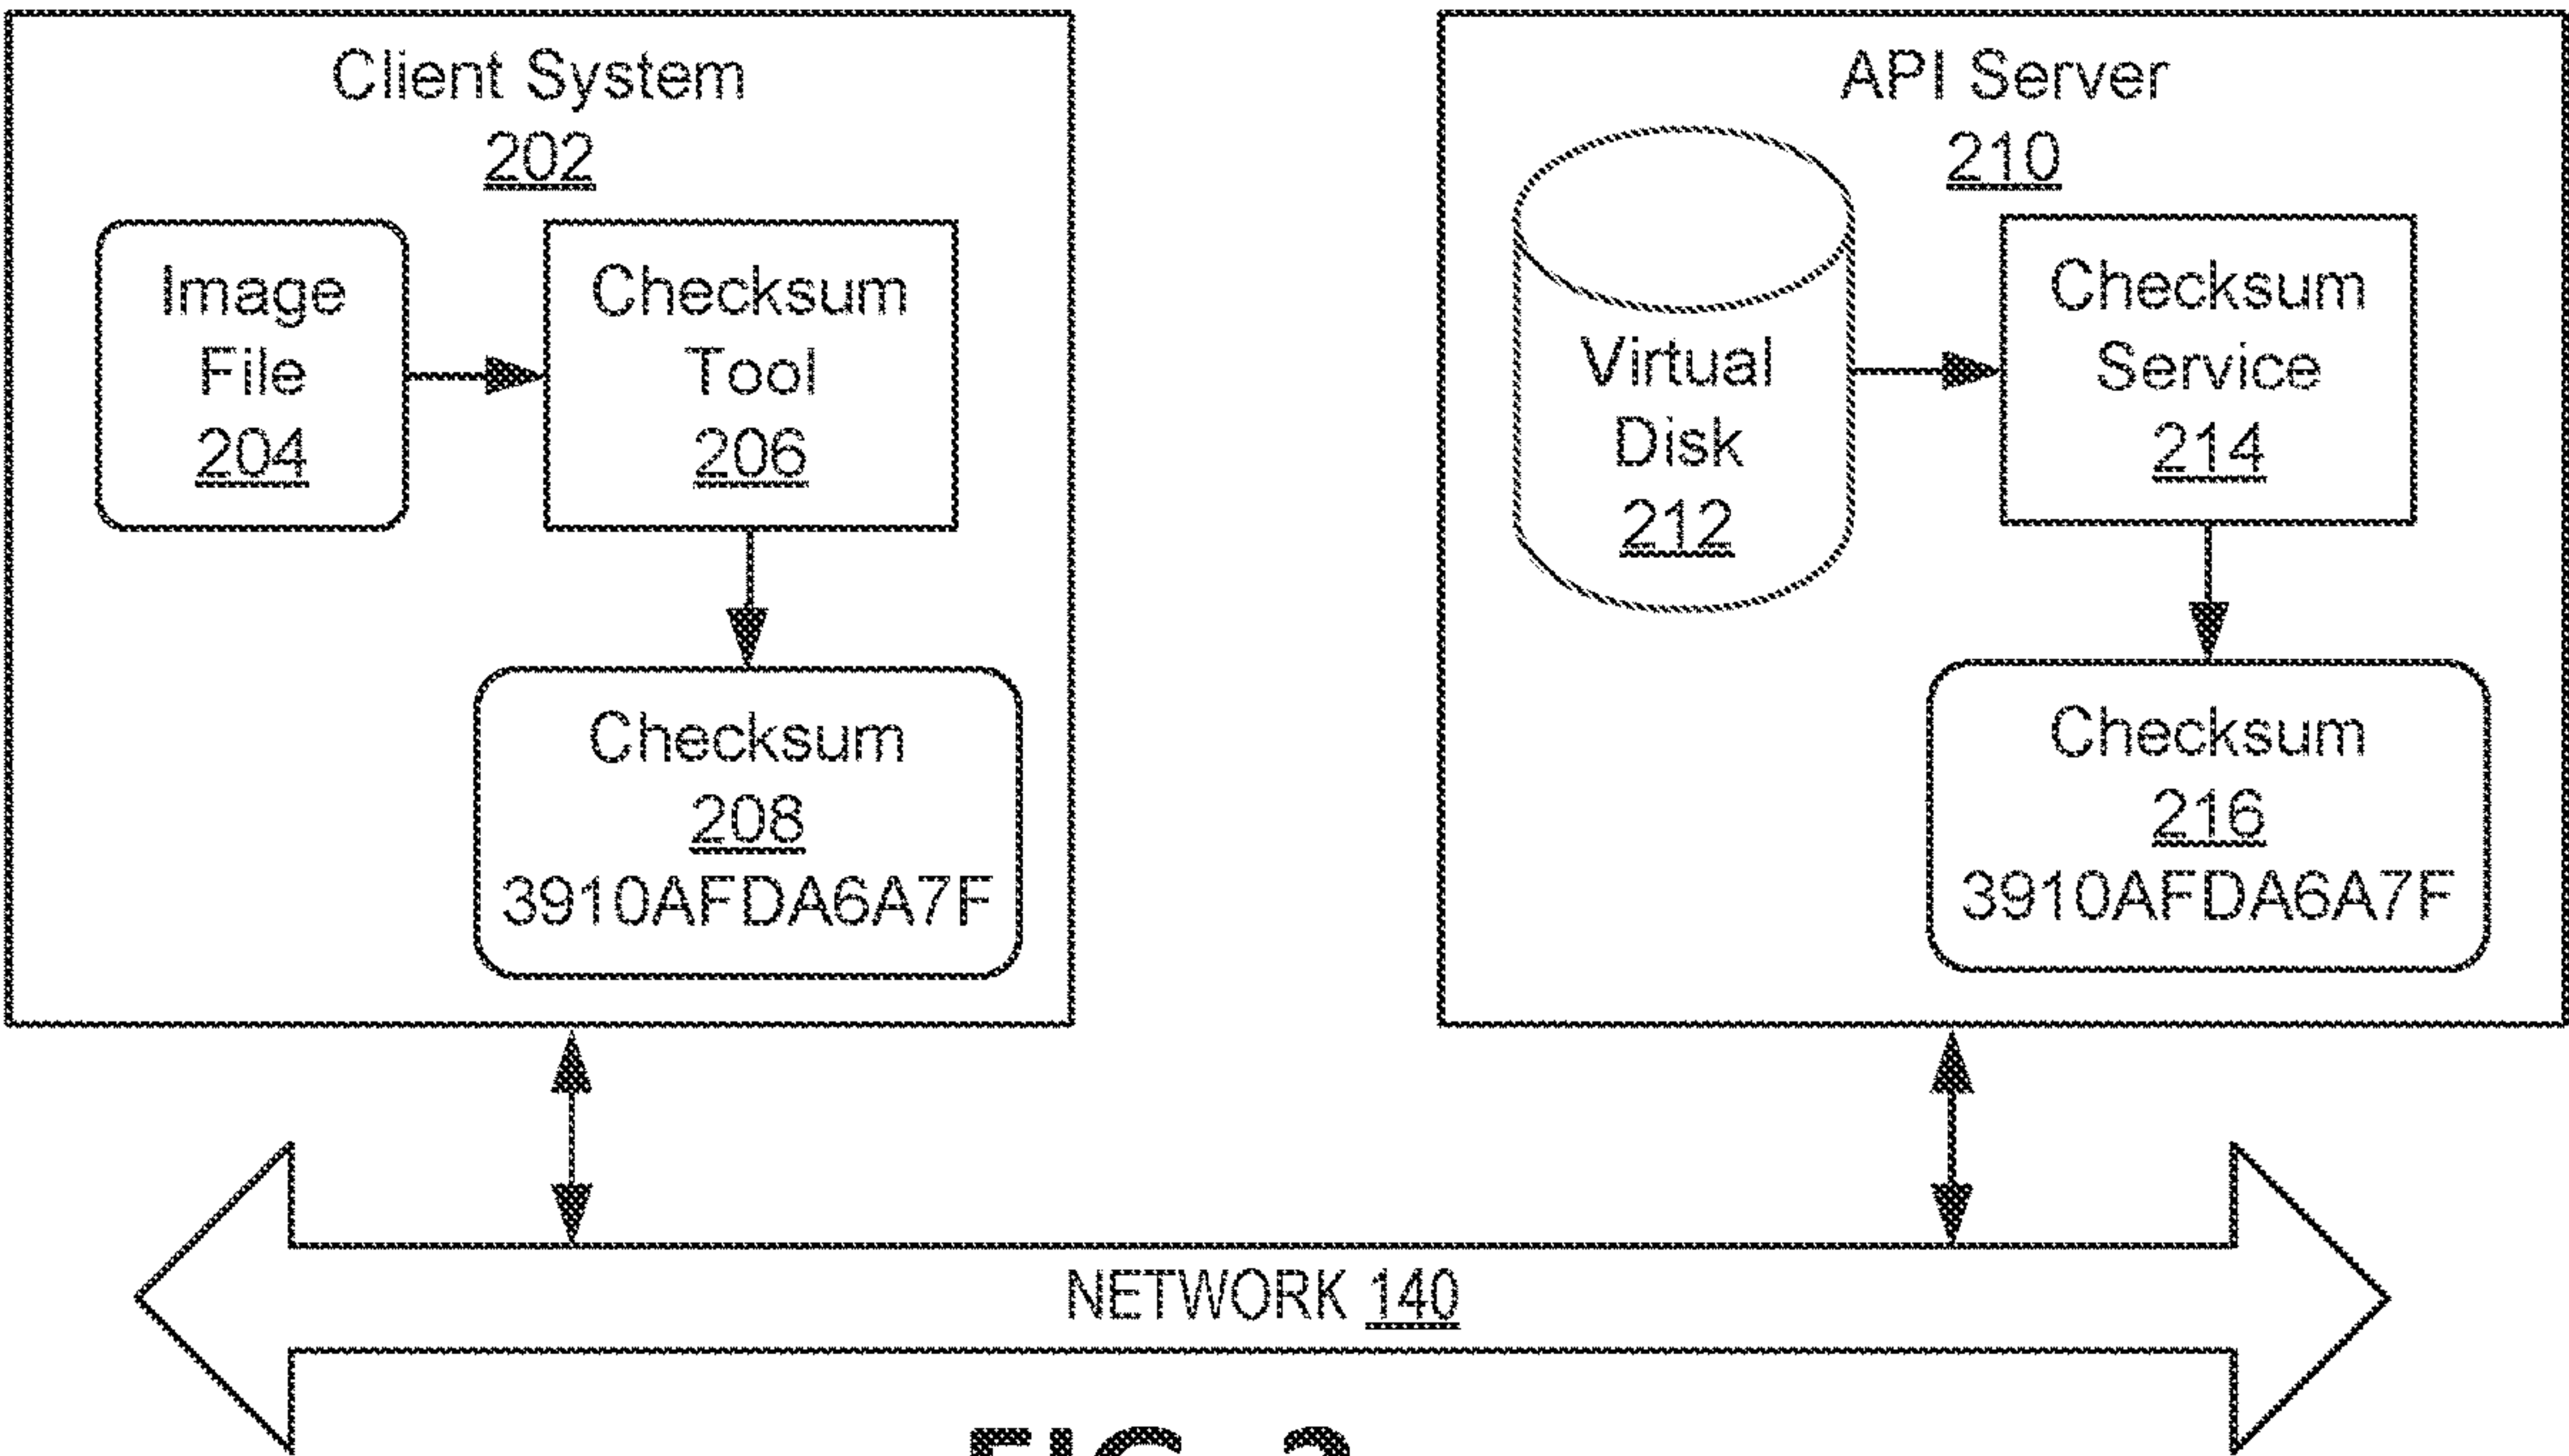 Client System
202
Image
File
204
Checksum
Tool
206
Checksum
208
3910AFDA6A7F
API Server
210
Virtual
Disk
212
Checksum
Service
214
Checksum
216
3910AFDA6A7F
NETWORK 140